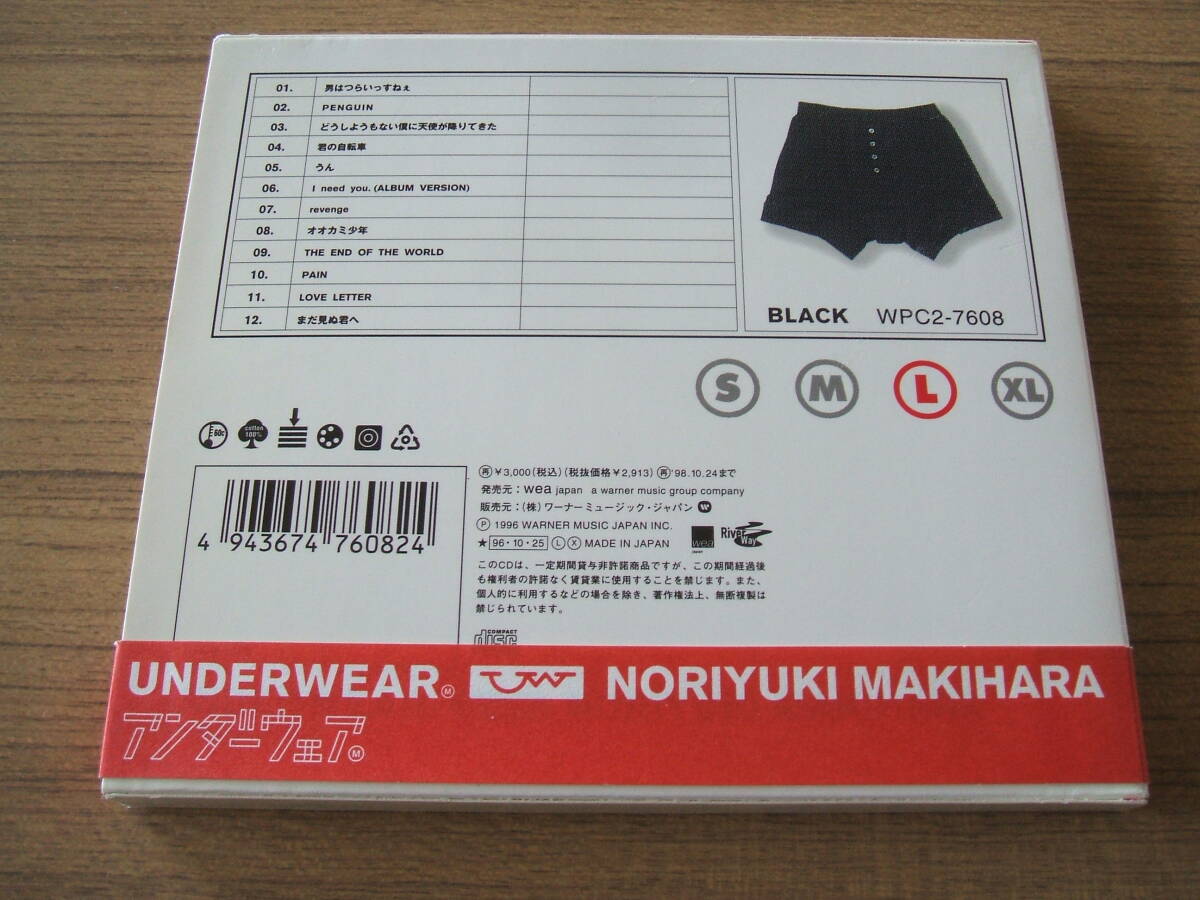 01. 男はつらいっすねぇ
02. PENGUIN
03. どうしようもない僕に天使が降りてきた
04. 君の自転車
05. うん
06. I need you.(ALBUM VERSION)
07. revenge
08. オオカミ少年
09. THE END OF THE WORLD
10. PAIN
11. LOVE LETTER
12. まだ見ぬ君へ
BLACK WPC2-7608
S M L XL
60c cotton 100%
再 ¥3,000(税込)(税抜価格¥2,913) 再 '98.10.24まで
発売元：wea japan a warner music group company
販売元：(株)ワーナーミュージック・ジャパン
Ⓟ 1996 WARNER MUSIC JAPAN INC.
★ 96・10・25 Ⓛ Ⓧ MADE IN JAPAN
wea JAPAN
River Way
このCDは、一定期間貸与非許諾商品ですが、この期間経過後
も権利者の許諾なく賃貸業に使用することを禁じます。また、
個人的に利用するなどの場合を除き、著作権法上、無断複製は
禁じられています。
4 943674 760824
COMPACT
disc
UNDERWEAR Ⓜ UW NORIYUKI MAKIHARA
アンダーウェア Ⓜ